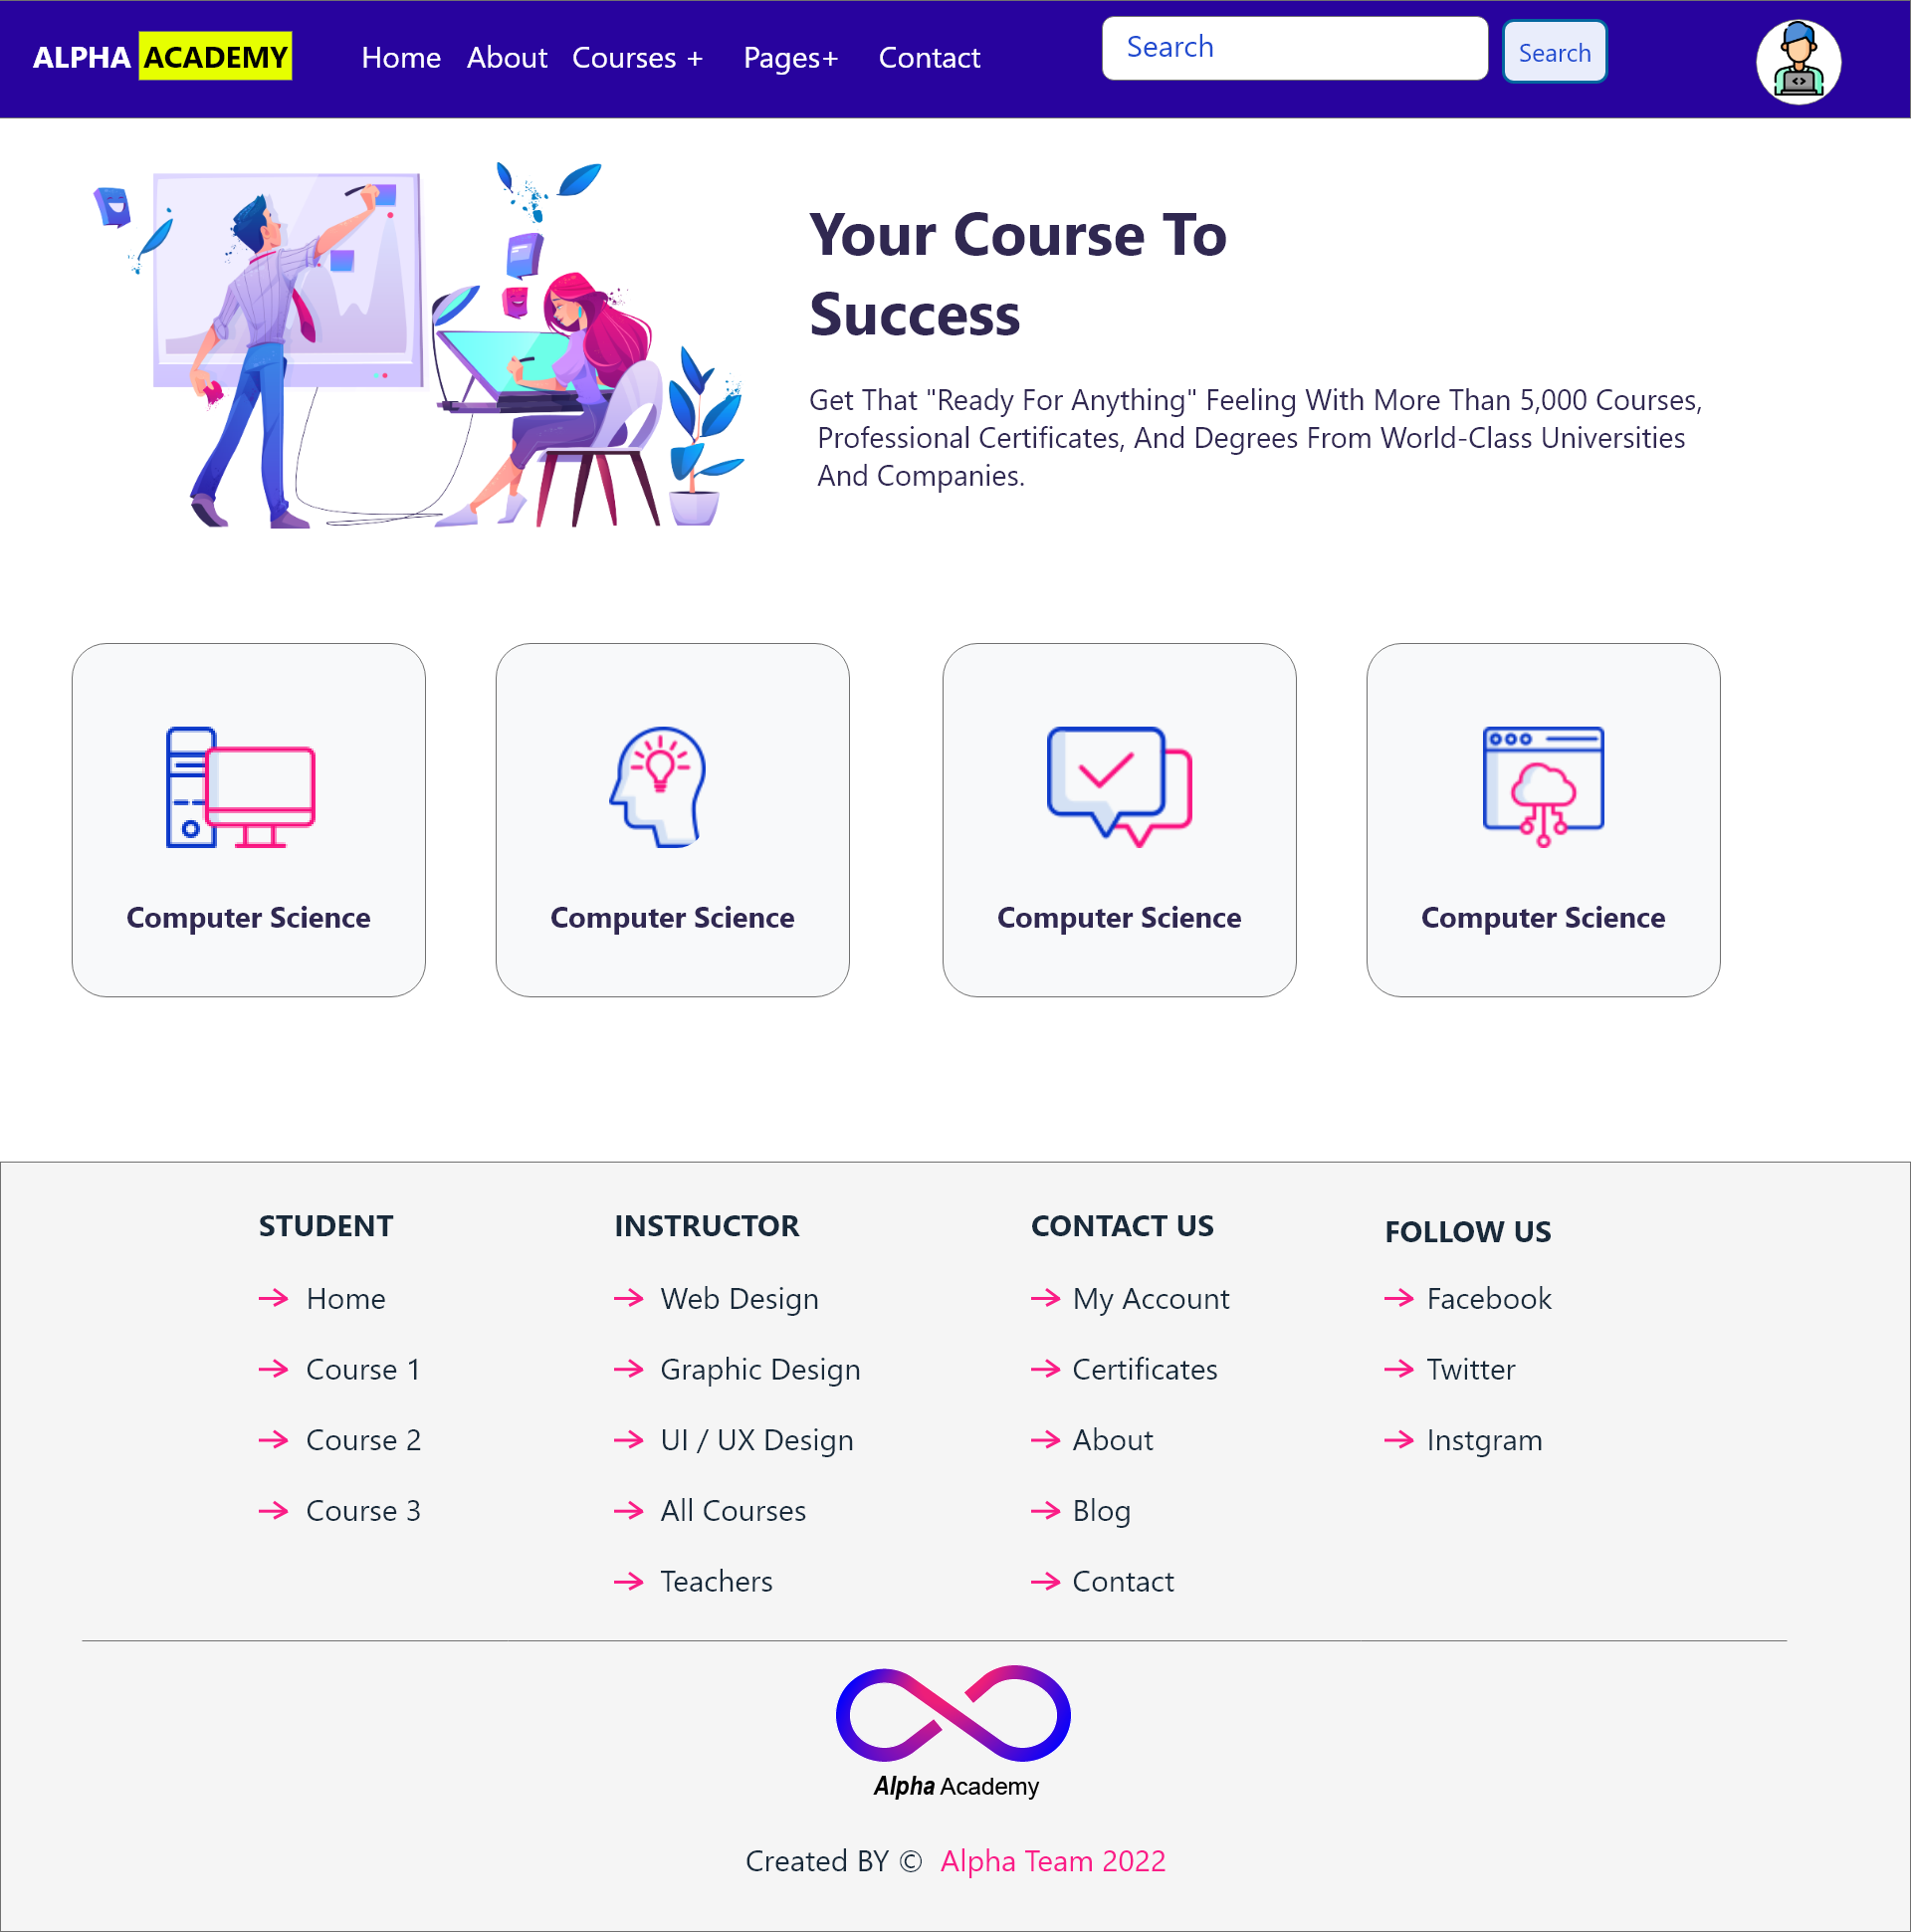 ALPHA ACADEMY Home About Courses + Pages+ Contact Search Search
Your Course To
Success
Get That "Ready For Anything" Feeling With More Than 5,000 Courses,
Professional Certificates, And Degrees From World-Class Universities
And Companies.
Computer Science Computer Science Computer Science Computer Science
STUDENT
Home
Course 1
Course 2
Course 3
INSTRUCTOR
Web Design
Graphic Design
UI / UX Design
All Courses
Teachers
CONTACT US
My Account
Certificates
About
Blog
Contact
FOLLOW US
Facebook
Twitter
Instgram
Alpha Academy
Created BY © Alpha Team 2022